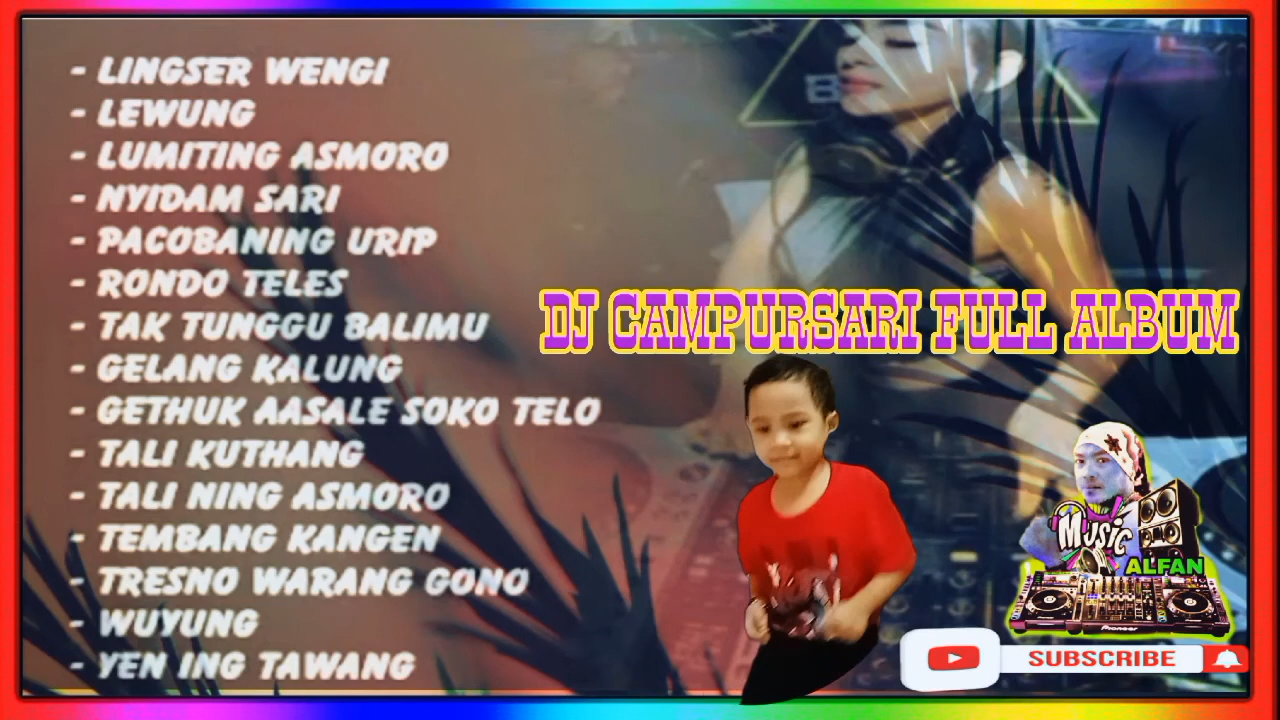 - LINGSER WENGI
- LEWUNG
- LUMITING ASMORO
- NYIDAM SARI
- PACOBANING URIP
- RONDO TELES
- TAK TUNGGU BALIMU
- GELANG KALUNG
- GETHUK AASALE SOKO TELO
- TALI KUTHANG
- TALI NING ASMORO
- TEMBANG KANGEN
- TRESNO WARANG GONO
- WUYUNG
- YEN ING TAWANG
DJ CAMPURSARI FULL ALBUM
MUSIC
ALFAN
Pioneer
SUBSCRIBE